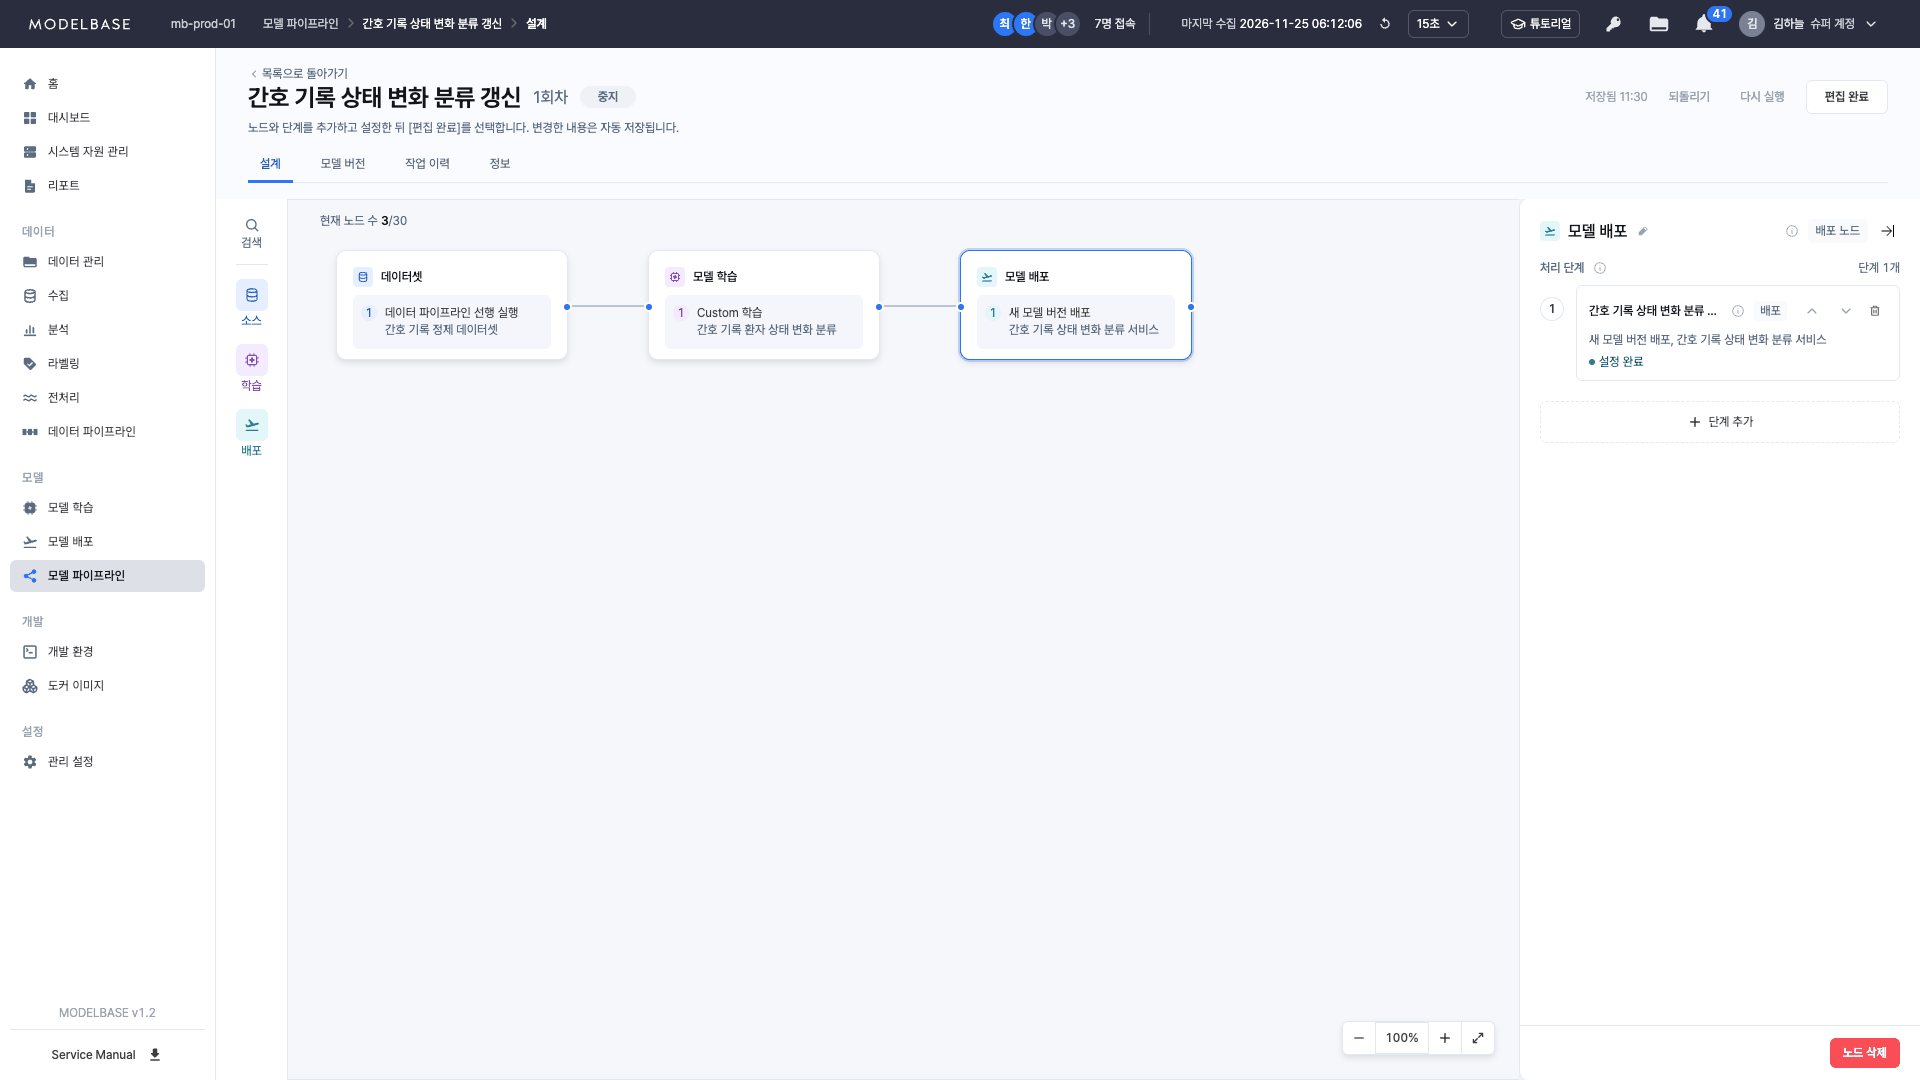 MODELBASE
mb-prod-01
모델 파이프라인 > 간호 기록 상태 변화 분류 갱신 > 설계
최 한 박 +3 7명 접속
마지막 수집 2026-11-25 06:12:06
15초
튜토리얼
41
김 김하늘 슈퍼 계정
홈
대시보드
시스템 자원 관리
리포트
데이터
데이터 관리
수집
분석
라벨링
전처리
데이터 파이프라인
모델
모델 학습
모델 배포
모델 파이프라인
개발
개발 환경
도커 이미지
설정
관리 설정
MODELBASE v1.2
Service Manual
목록으로 돌아가기
간호 기록 상태 변화 분류 갱신 1회차 중지
노드와 단계를 추가하고 설정한 뒤 [편집 완료]를 선택합니다. 변경한 내용은 자동 저장됩니다.
저장됨 11:30 되돌리기 다시 실행 편집 완료
설계 모델 버전 작업 이력 정보
검색
소스
학습
배포
현재 노드 수 3/30
데이터셋
1 데이터 파이프라인 선행 실행
간호 기록 정제 데이터셋
모델 학습
1 Custom 학습
간호 기록 환자 상태 변화 분류
모델 배포
1 새 모델 버전 배포
간호 기록 상태 변화 분류 서비스
100%
모델 배포 배포 노드
처리 단계 단계 1개
1 간호 기록 상태 변화 분류 ... 배포
새 모델 버전 배포, 간호 기록 상태 변화 분류 서비스
설정 완료
단계 추가
노드 삭제